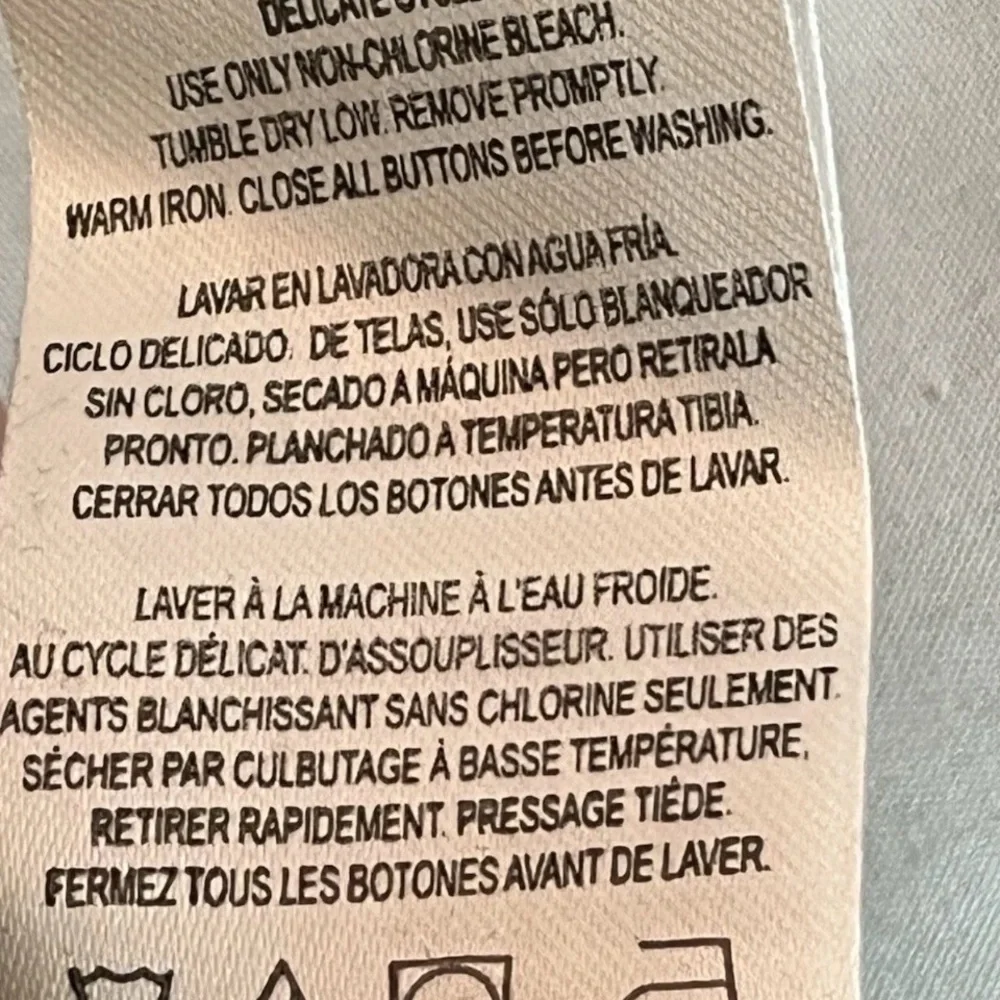 DELICATE CYCLE
USE ONLY NON-CHLORINE BLEACH.
TUMBLE DRY LOW. REMOVE PROMPTLY.
WARM IRON. CLOSE ALL BUTTONS BEFORE WASHING.
LAVAR EN LAVADORA CON AGUA FRÍA.
CICLO DELICADO. DE TELAS, USE SÓLO BLANQUEADOR
SIN CLORO, SECADO A MÁQUINA PERO RETIRALA
PRONTO. PLANCHADO A TEMPERATURA TIBIA.
CERRAR TODOS LOS BOTONES ANTES DE LAVAR.
LAVER À LA MACHINE À L'EAU FROIDE.
AU CYCLE DÉLICAT. D'ASSOUPLISSEUR. UTILISER DES
AGENTS BLANCHISSANT SANS CHLORINE SEULEMENT.
SÉCHER PAR CULBUTAGE À BASSE TEMPÉRATURE,
RETIRER RAPIDEMENT. PRESSAGE TIÉDE.
FERMEZ TOUS LES BOTONES AVANT DE LAVER.